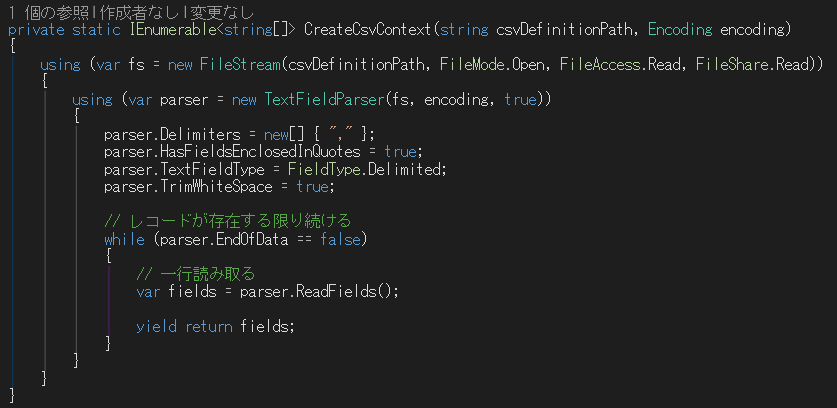 1 個の参照|作成者なし|変更なし
private static IEnumerable<string[]> CreateCsvContext(string csvDefinitionPath, Encoding encoding)
{
    using (var fs = new FileStream(csvDefinitionPath, FileMode.Open, FileAccess.Read, FileShare.Read))
    {
        using (var parser = new TextFieldParser(fs, encoding, true))
        {
            parser.Delimiters = new[] { "," };
            parser.HasFieldsEnclosedInQuotes = true;
            parser.TextFieldType = FieldType.Delimited;
            parser.TrimWhiteSpace = true;

            // レコードが存在する限り続ける
            while (parser.EndOfData == false)
            {
                // 一行読み取る
                var fields = parser.ReadFields();

                yield return fields;
            }
        }
    }
}